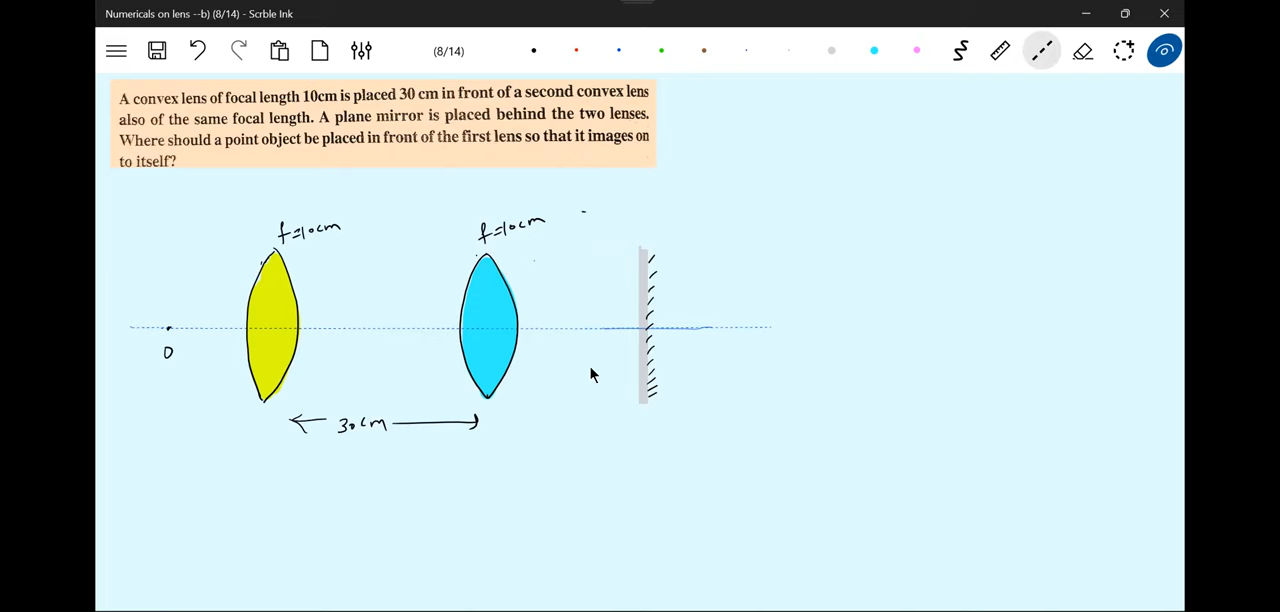 Numericals on lens --b) (8/14) - Scrble Ink
(8/14)
A convex lens of focal length 10cm is placed 30 cm in front of a second convex lens
also of the same focal length. A plane mirror is placed behind the two lenses.
Where should a point object be placed in front of the first lens so that it images on
to itself?
f=10cm
f=10cm
O
30cm